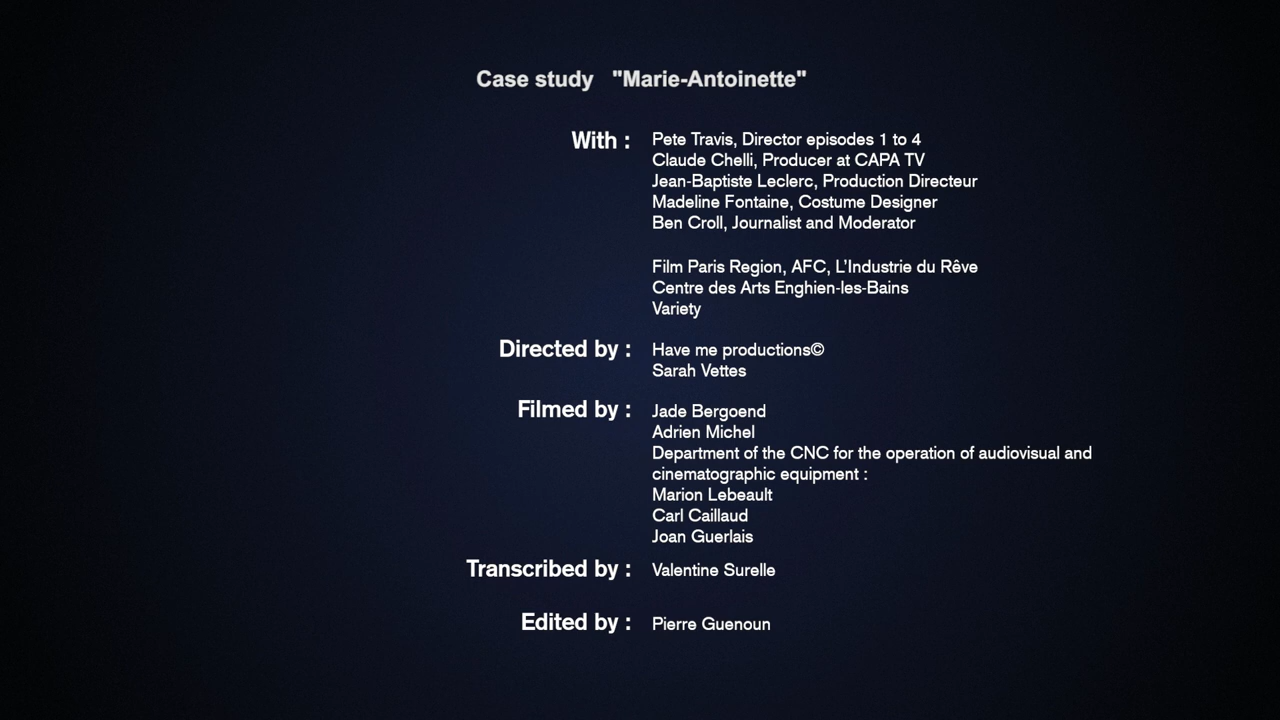 Case study "Marie-Antoinette"
With : Pete Travis, Director episodes 1 to 4
Claude Chelli, Producer at CAPA TV
Jean-Baptiste Leclerc, Production Directeur
Madeline Fontaine, Costume Designer
Ben Croll, Journalist and Moderator
Film Paris Region, AFC, L'Industrie du Rêve
Centre des Arts Enghien-les-Bains
Variety
Directed by : Have me productions©
Sarah Vettes
Filmed by : Jade Bergoend
Adrien Michel
Department of the CNC for the operation of audiovisual and
cinematographic equipment :
Marion Lebeault
Carl Caillaud
Joan Guerlais
Transcribed by : Valentine Surelle
Edited by : Pierre Guenoun